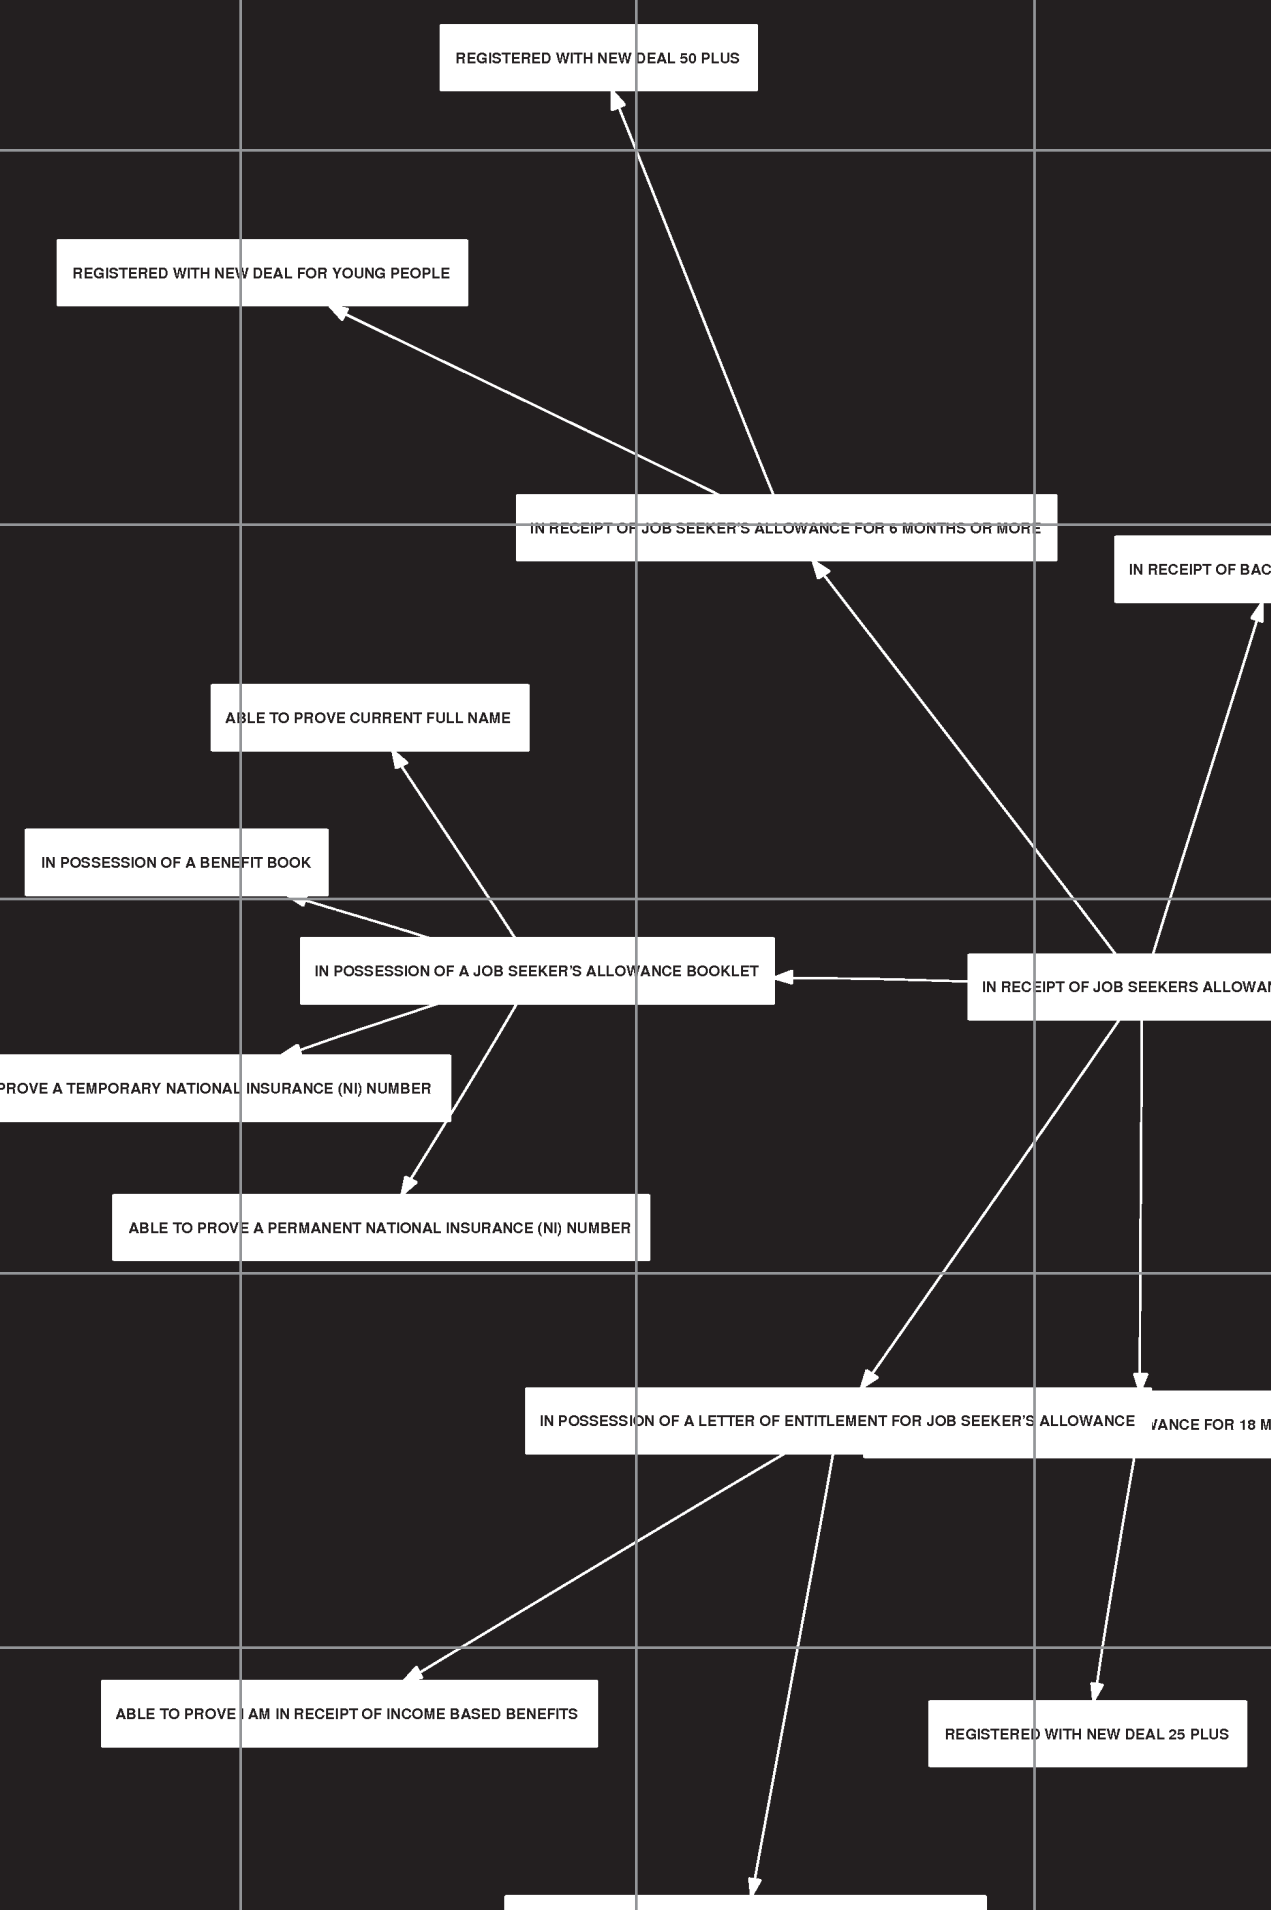 REGISTERED WITH NEW DEAL 50 PLUS
REGISTERED WITH NEW DEAL FOR YOUNG PEOPLE
IN RECEIPT OF JOB SEEKER'S ALLOWANCE FOR 6 MONTHS OR MORE
IN RECEIPT OF BAC
ABLE TO PROVE CURRENT FULL NAME
IN POSSESSION OF A BENEFIT BOOK
IN POSSESSION OF A JOB SEEKER'S ALLOWANCE BOOKLET
IN RECEIPT OF JOB SEEKERS ALLOWAN
PROVE A TEMPORARY NATIONAL INSURANCE (NI) NUMBER
ABLE TO PROVE A PERMANENT NATIONAL INSURANCE (NI) NUMBER
IN POSSESSION OF A LETTER OF ENTITLEMENT FOR JOB SEEKER'S ALLOWANCE
WANCE FOR 18 M
ABLE TO PROVE I AM IN RECEIPT OF INCOME BASED BENEFITS
REGISTERED WITH NEW DEAL 25 PLUS